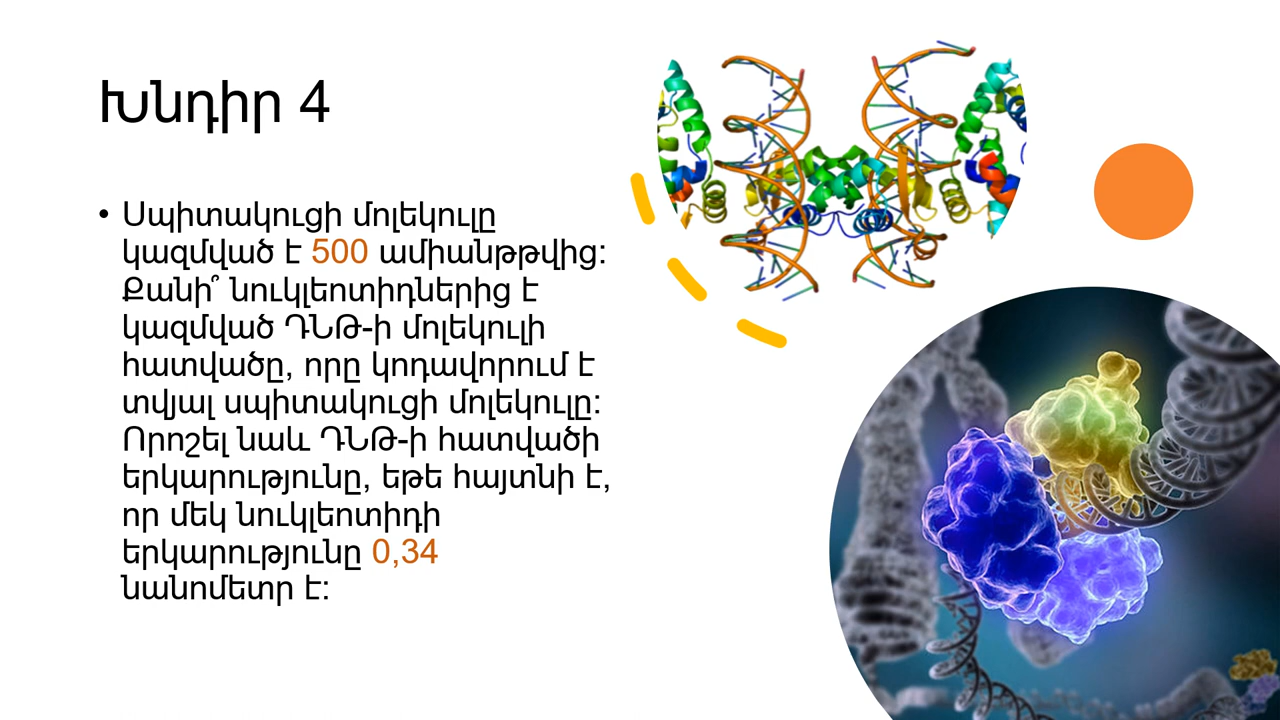 Խնդիր 4
• Սպիտակուցի մոլեկուլը
կազմված է 500 ամիանթթվից:
Քանի՞ նուկլեոտիդներից է
կազմված ԴՆԹ-ի մոլեկուլի
հատվածը, որը կոդավորում է
տվյալ սպիտակուցի մոլեկուլը:
Որոշել նաև ԴՆԹ-ի հատվածի
երկարությունը, եթե հայտնի է,
որ մեկ նուկլեոտիդի
երկարությունը 0,34
նանոմետր է: